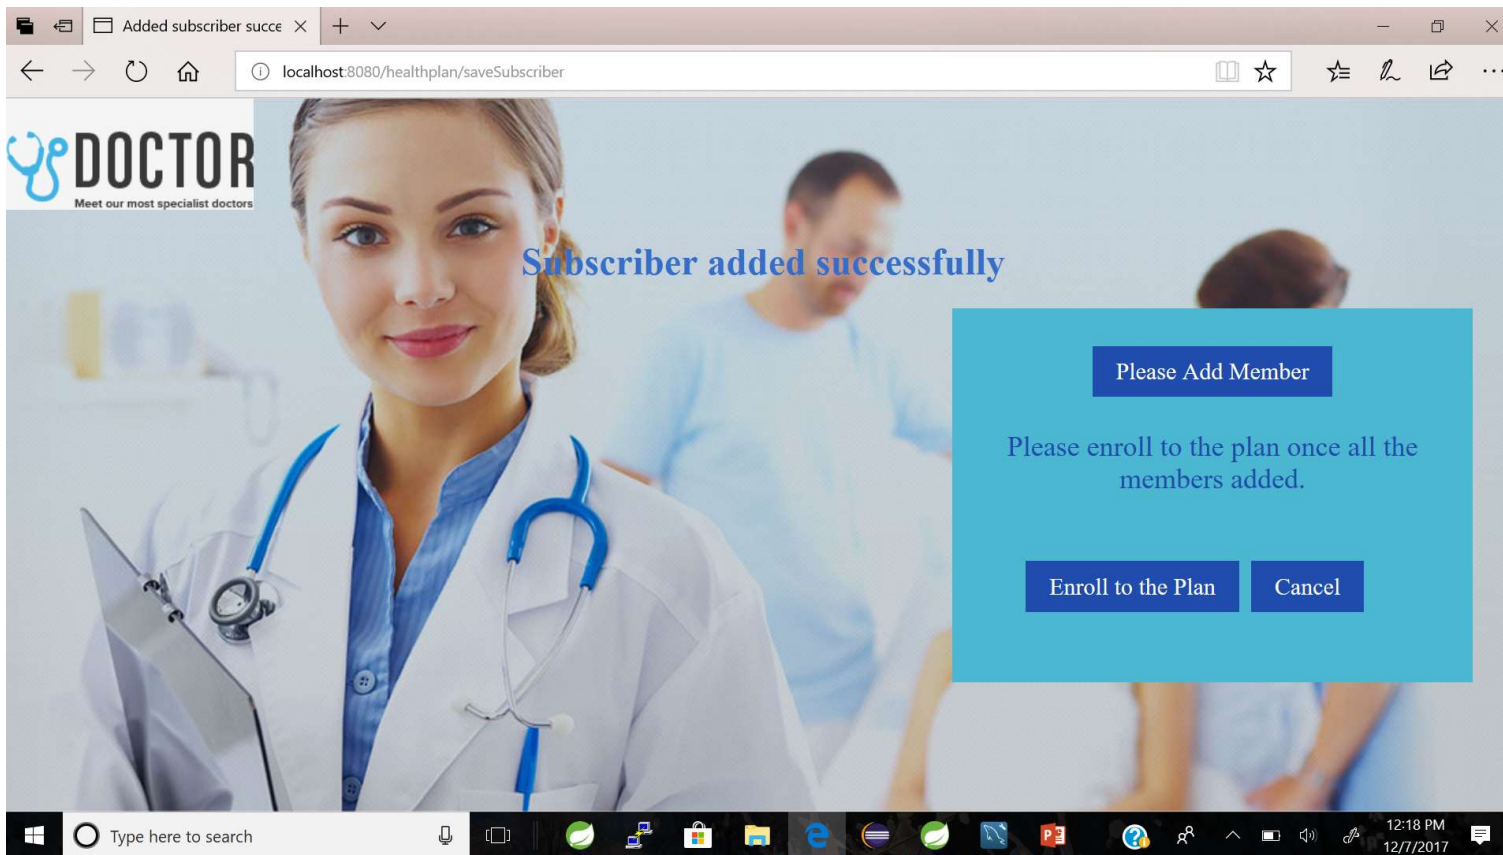 Added subscriber succe
localhost:8080/healthplan/saveSubscriber
DOCTOR
Meet our most specialist doctors
Subscriber added successfully
Please Add Member
Please enroll to the plan once all the
members added.
Enroll to the Plan
Cancel
Type here to search
12:18 PM
12/7/2017